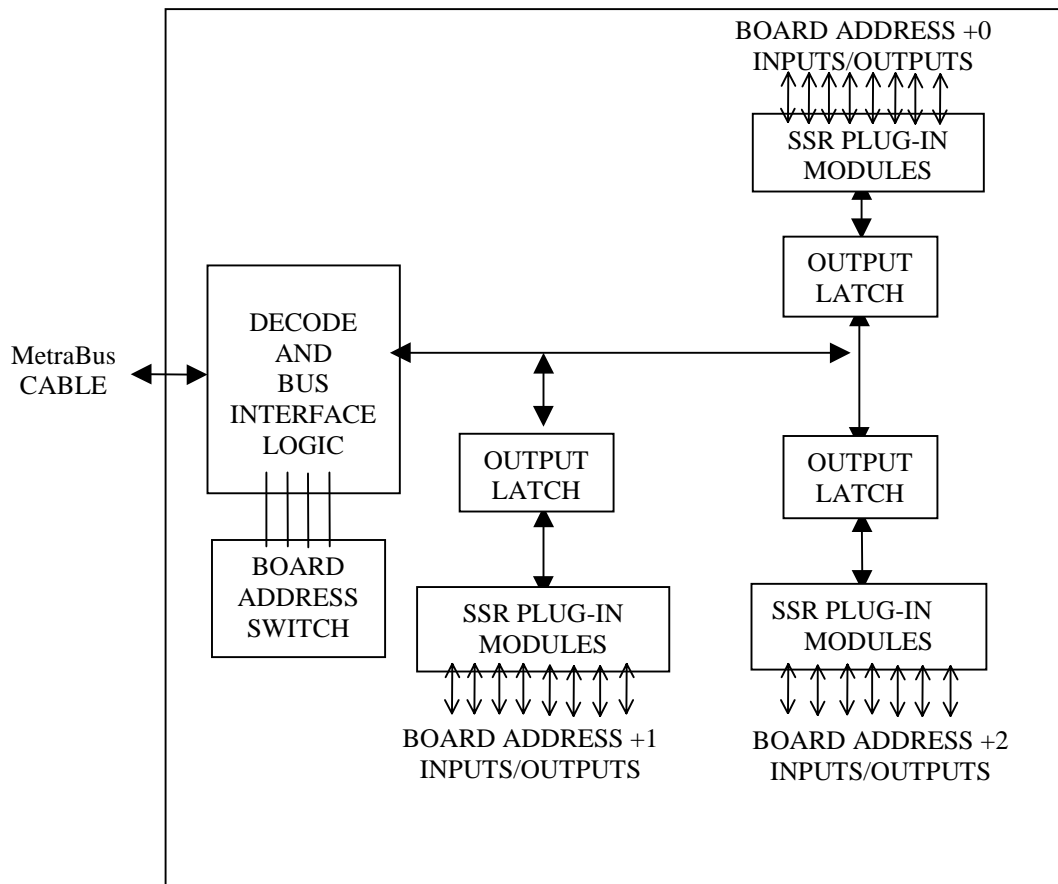 BOARD ADDRESS +0
INPUTS/OUTPUTS
SSR PLUG-IN
MODULES
OUTPUT
LATCH
MetraBus
CABLE
DECODE
AND
BUS
INTERFACE
LOGIC
BOARD
ADDRESS
SWITCH
OUTPUT
LATCH
SSR PLUG-IN
MODULES
BOARD ADDRESS +1
INPUTS/OUTPUTS
OUTPUT
LATCH
SSR PLUG-IN
MODULES
BOARD ADDRESS +2
INPUTS/OUTPUTS